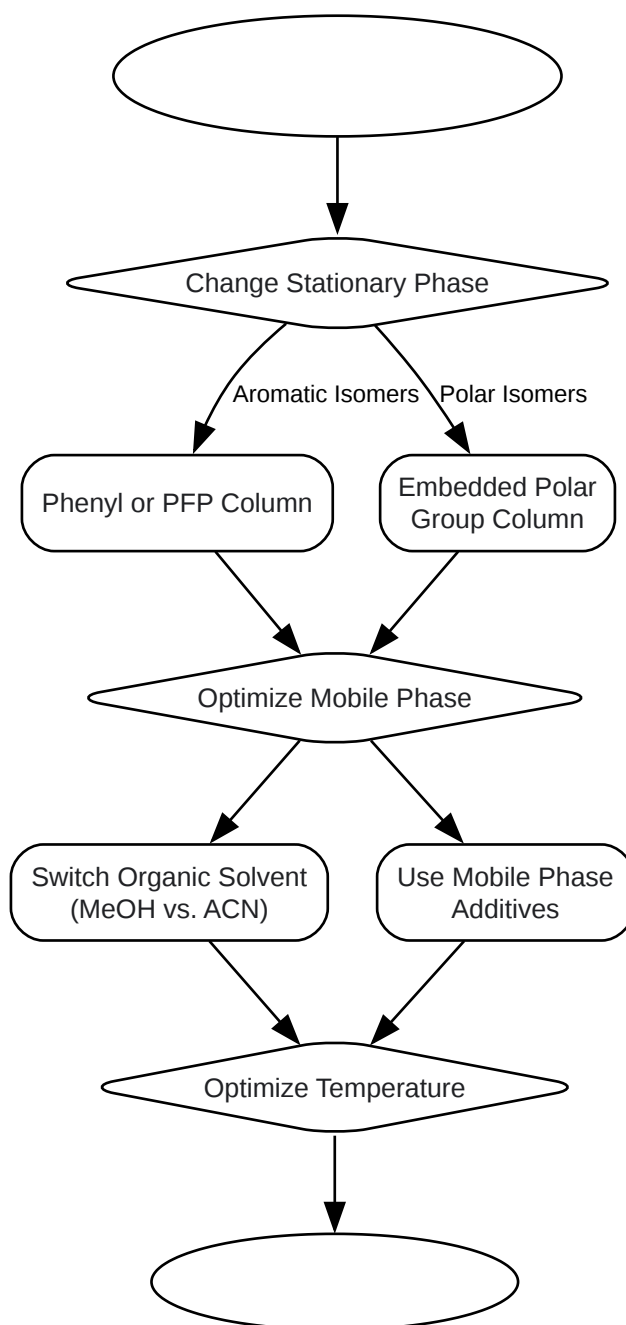 Change Stationary Phase
Aromatic Isomers
Polar Isomers
Phenyl or PFP Column
Embedded Polar
Group Column
Optimize Mobile Phase
Switch Organic Solvent
(MeOH vs. ACN)
Use Mobile Phase
Additives
Optimize Temperature